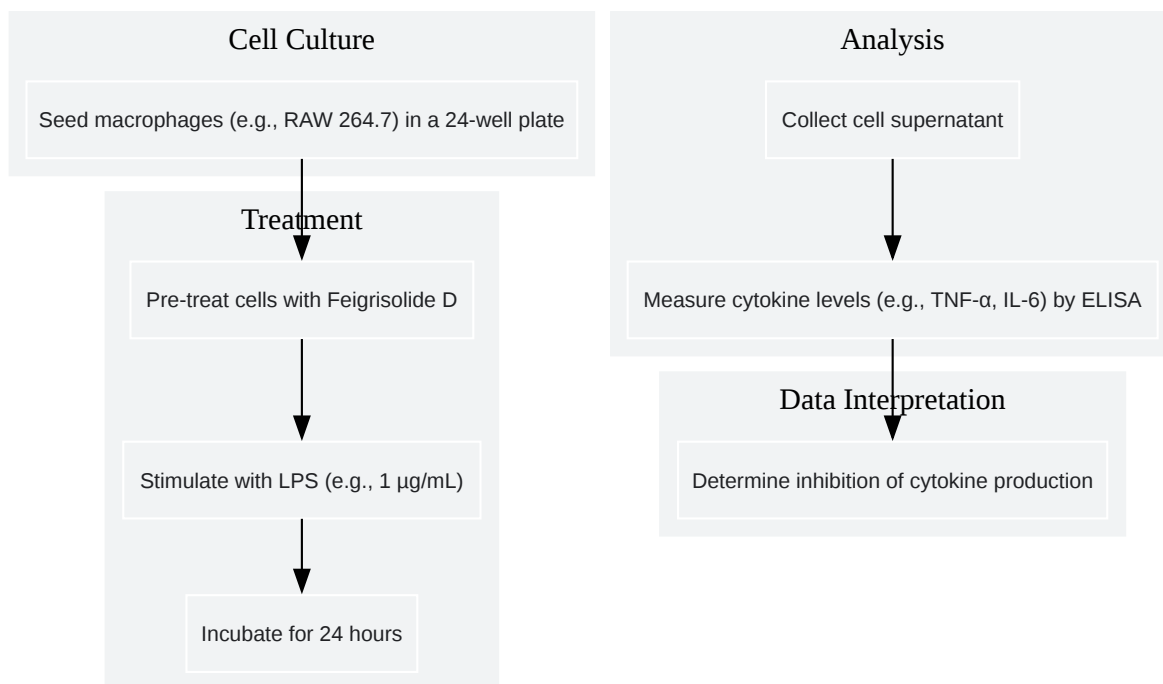 Cell Culture
Seed macrophages (e.g., RAW 264.7) in a 24-well plate
Treatment
Pre-treat cells with Feigrisolide D
Stimulate with LPS (e.g., 1 µg/mL)
Incubate for 24 hours
Analysis
Collect cell supernatant
Measure cytokine levels (e.g., TNF-α, IL-6) by ELISA
Data Interpretation
Determine inhibition of cytokine production